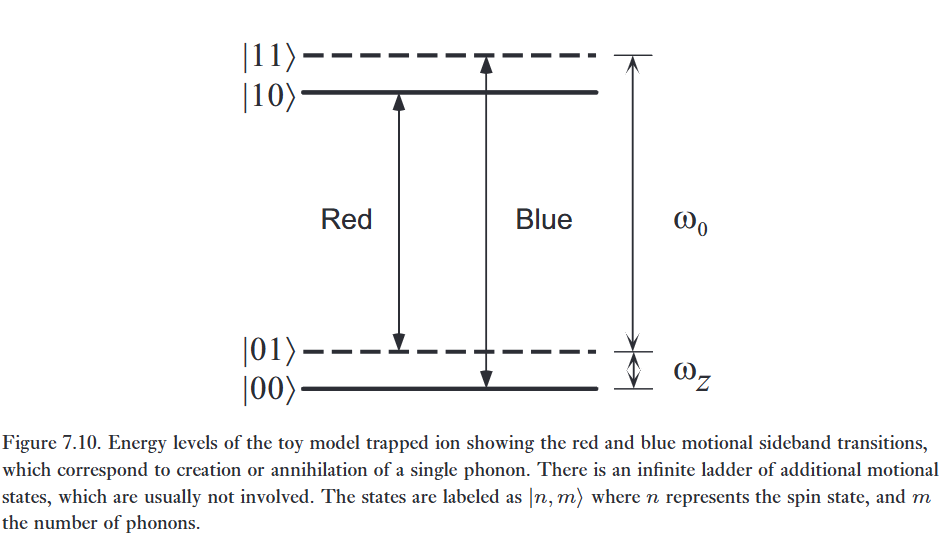 |11⟩
|10⟩
Red
Blue
ω₀
|01⟩
|00⟩
ω_Z
Figure 7.10. Energy levels of the toy model trapped ion showing the red and blue motional sideband transitions,
which correspond to creation or annihilation of a single phonon. There is an infinite ladder of additional motional
states, which are usually not involved. The states are labeled as |n, m⟩ where n represents the spin state, and m
the number of phonons.